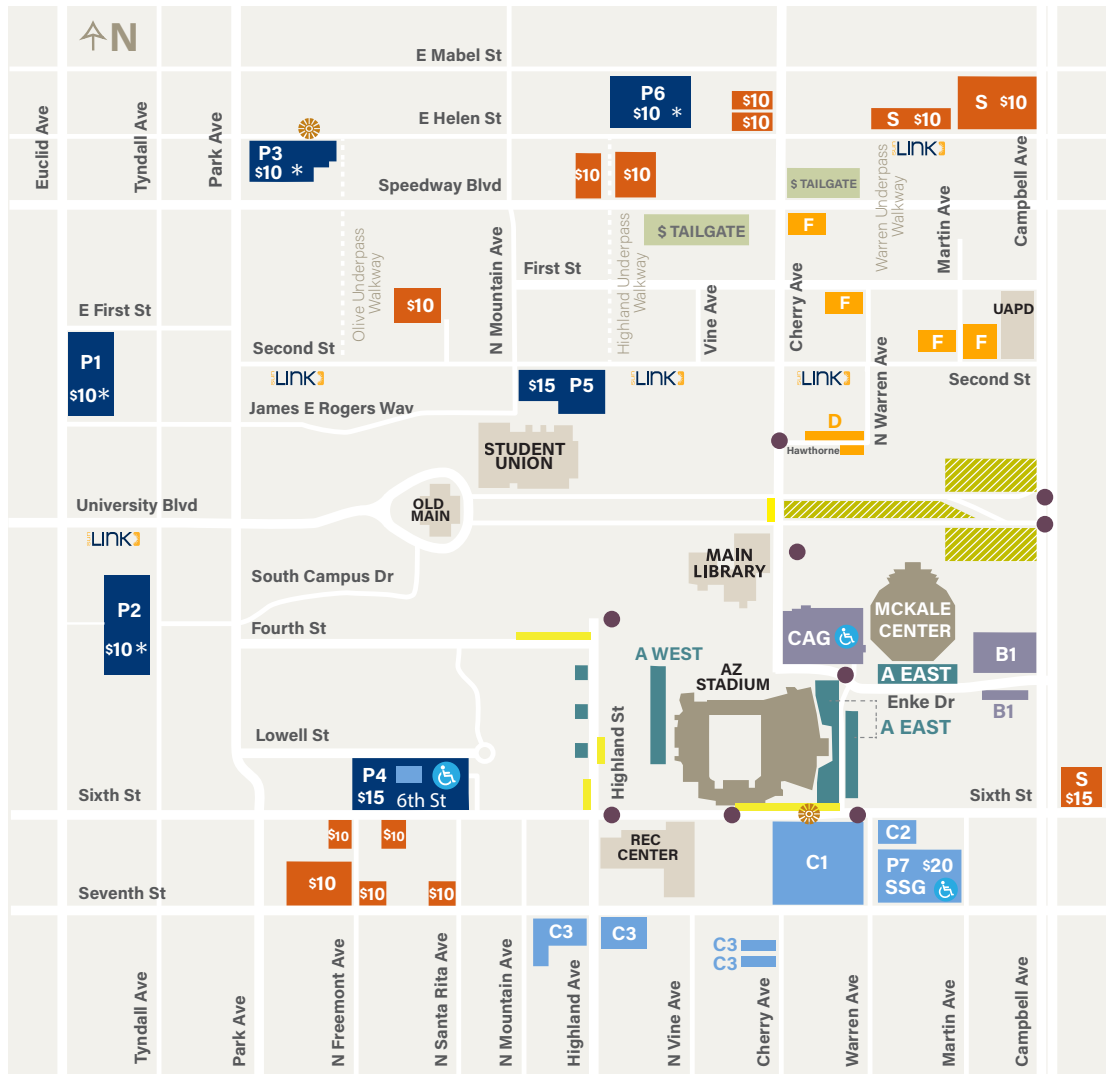 N
E Mabel St
Euclid Ave
Tyndall Ave
Park Ave
P6
$10 *
$10
$10
S $10
S $10
E Helen St
P3
$10 *
Speedway Blvd
$10
$10
$ TAILGATE
Warren Underpass
Walkway
SUN LINK
Martin Ave
Campbell Ave
F
$ TAILGATE
Olive Underpass
Walkway
N Mountain Ave
First St
Highland Underpass
Walkway
Vine Ave
Cherry Ave
$10
E First St
F
UAPD
F
F
N Warren Ave
Second St
P1
$10*
SUN LINK
$15 P5
SUN LINK
SUN LINK
Second St
James E Rogers Way
D
Hawthorne
STUDENT
UNION
University Blvd
OLD
MAIN
SUN LINK
MAIN
LIBRARY
South Campus Dr
P2
$10 *
Fourth St
MCKALE
CENTER
CAG
B1
A WEST
AZ
STADIUM
A EAST
Enke Dr
B1
A EAST
Highland St
Lowell St
P4
$15 6th St
Sixth St
Sixth St
S
$15
$10
$10
REC
CENTER
C1
C2
P7 $20
SSG
$10
$10
$10
Seventh St
C3
C3
C3
C3
Tyndall Ave
Park Ave
N Freemont Ave
N Santa Rita Ave
N Mountain Ave
Highland Ave
N Vine Ave
Cherry Ave
Warren Ave
Martin Ave
Campbell Ave